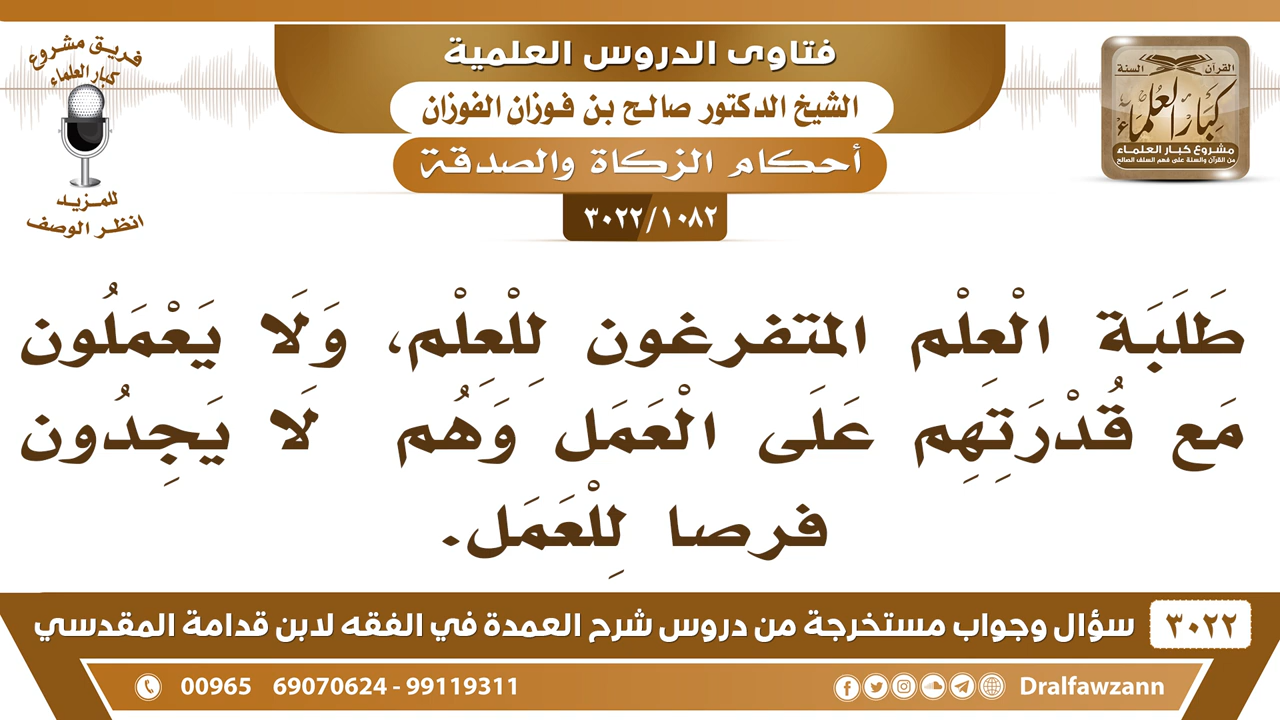 فتاوى الدروس العلمية
الشيخ الدكتور صالح بن فوزان الفوزان
أحكام الزكاة والصدقة
٣٠٢٢/١٠٨٢
فريق مشروع
كبار العلماء
للمزيد
انظر الوصف
القرآن السنة
كبار العلماء
مشروع كبار العلماء
من القرآن والسنة على فهم السلف الصالح
طَلَبَة الْعِلْم المتفرغون لِلْعِلْم، وَلَا يَعْمَلُون
مَع قُدْرَتِهِم عَلَى الْعَمَل وَهُم لَا يَجِدُون
فرصا لِلْعَمَل.
٣٠٢٢ سؤال وجواب مستخرجة من دروس شرح العمدة في الفقه لابن قدامة المقدسي
00965 69070624 - 99119311
Dralfawzann